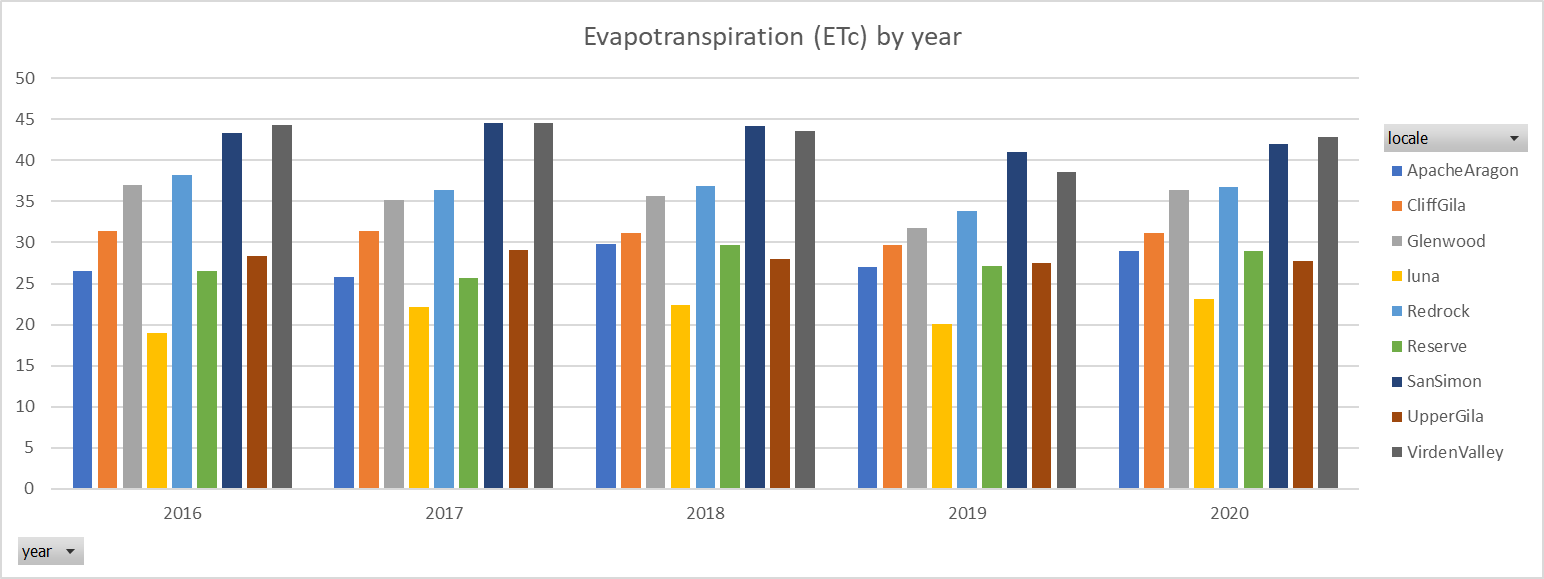 Evapotranspiration (ETc) by year
50
45
40
35
30
25
20
15
10
5
0
2016 2017 2018 2019 2020
locale
ApacheAragon
CliffGila
Glenwood
luna
Redrock
Reserve
SanSimon
UpperGila
VirdenValley
year